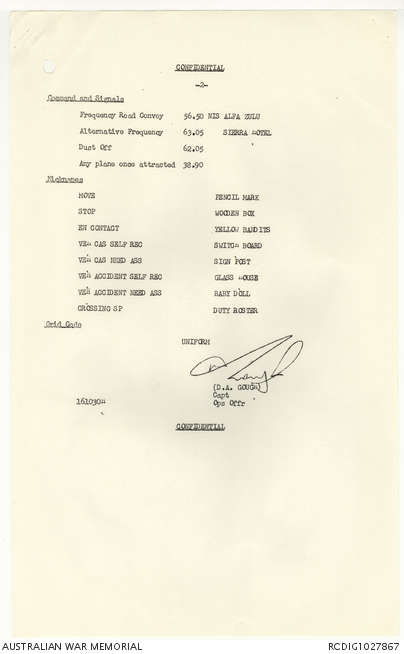 CONFIDENTIAL
-2-
Command and Signals
Frequency Road Convoy 56.50 NIS ALFA ZULU
Alternative Frequency 63.05 SIERRA HOTEL
Dust Off 62.05
Any plane once attracted 38.90
Nicknames
MOVE PENCIL MARK
STOP WOODEN BOX
EN CONTACT YELLOW BANDITS
VEH CAS SELF REC SWITCH BOARD
VEH CAS NEED ASS SIGN POST
VEH ACCIDENT SELF REC GLASS HOUSE
VEH ACCIDENT NEED ASS BABY DOLL
CROSSING SP DUTY ROSTER
Grid Code
UNIFORM
(D.A. GOUGH)
Capt
161030H Ops Offr
CONFIDENTIAL
AUSTRALIAN WAR MEMORIAL RCDIG1027867